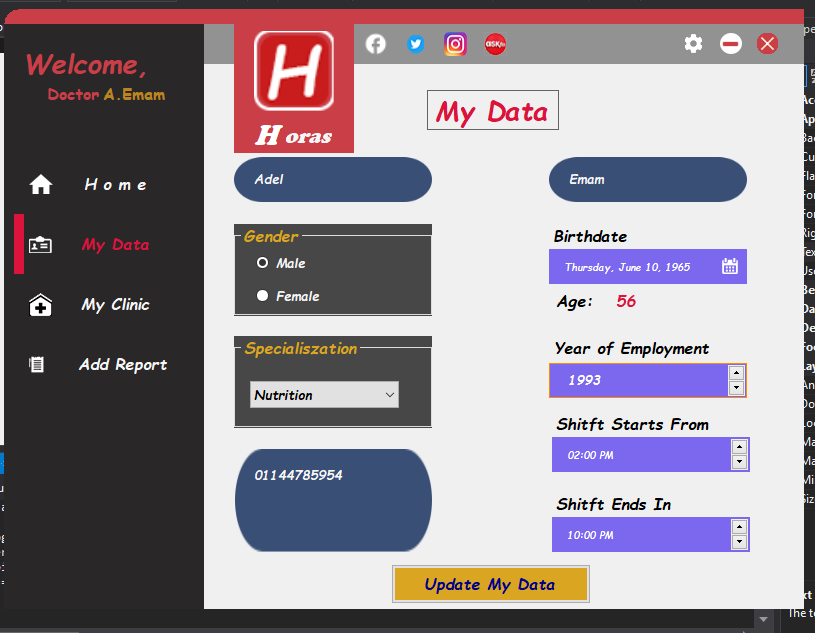 Welcome,
Doctor A.Emam
Home
My Data
My Clinic
Add Report
H
Horas
ASKfm
My Data
Adel
Emam
Gender
Male
Female
Birthdate
Thursday, June 10, 1965
Age: 56
Specialiszation
Nutrition
Year of Employment
1993
Shitft Starts From
02:00 PM
01144785954
Shitft Ends In
10:00 PM
Update My Data